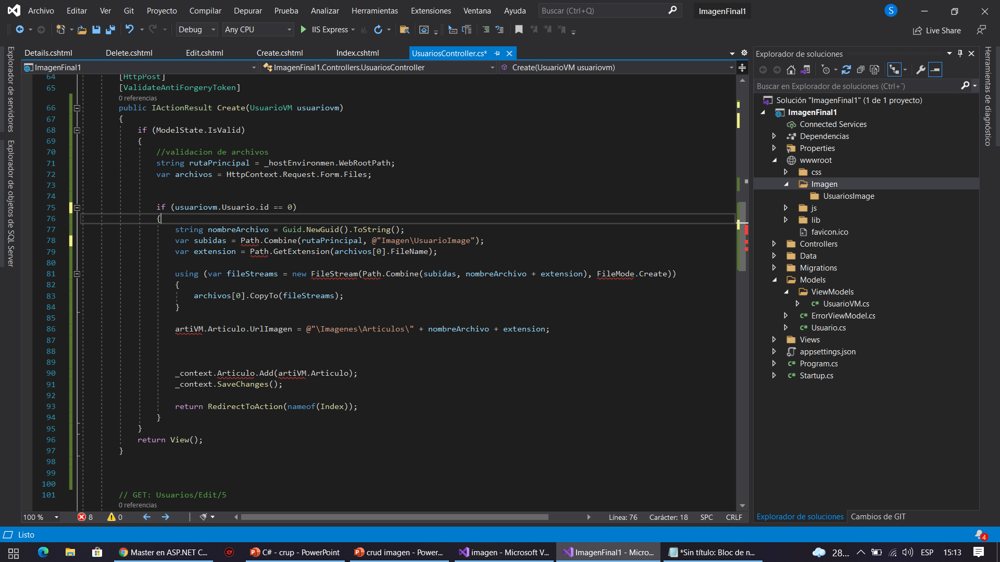 Archivo Editar Ver Git Proyecto Compilar Depurar Prueba Analizar Herramientas Extensiones Ventana Ayuda Buscar (Ctrl+Q) ImagenFinal1 S
Debug Any CPU IIS Express Live Share
Explorador de servidores
Explorador de objetos de SQL Server
Details.cshtml Delete.cshtml Edit.cshtml Create.cshtml Index.cshtml UsuariosController.cs*
ImagenFinal1 ImagenFinal1.Controllers.UsuariosController Create(UsuarioVM usuariovm)
64 [HttpPost]
65 [ValidateAntiForgeryToken]
0 referencias
66 public IActionResult Create(UsuarioVM usuariovm)
67 {
68 if (ModelState.IsValid)
69 {
70 //validacion de archivos
71 string rutaPrincipal = _hostEnvironmen.WebRootPath;
72 var archivos = HttpContext.Request.Form.Files;
73
74
75 if (usuariovm.Usuario.id == 0)
76 {
77 string nombreArchivo = Guid.NewGuid().ToString();
78 var subidas = Path.Combine(rutaPrincipal, @"Imagen\UsuarioImage");
79 var extension = Path.GetExtension(archivos[0].FileName);
80
81 using (var fileStreams = new FileStream(Path.Combine(subidas, nombreArchivo + extension), FileMode.Create))
82 {
83 archivos[0].CopyTo(fileStreams);
84 }
85
86 artiVM.Articulo.UrlImagen = @"\Imagenes\Articulos\" + nombreArchivo + extension;
87
88
89
90 _context.Articulo.Add(artiVM.Articulo);
91 _context.SaveChanges();
92
93 return RedirectToAction(nameof(Index));
94 }
95 }
96 return View();
97 }
98
99
100
101 // GET: Usuarios/Edit/5
0 referencias
100 % 8 0 Línea: 76 Carácter: 18 SPC CRLF
Explorador de soluciones
Buscar en Explorador de soluciones (Ctrl+´)
Solución "ImagenFinal1" (1 de 1 proyecto)
ImagenFinal1
Connected Services
Dependencias
Properties
wwwroot
css
Imagen
UsuariosImage
js
lib
favicon.ico
Controllers
Data
Migrations
Models
ViewModels
C# UsuarioVM.cs
C# ErrorViewModel.cs
C# Usuario.cs
Views
appsettings.json
C# Program.cs
C# Startup.cs
Explorador de soluciones Cambios de GIT
Herramientas de diagnóstico
Listo 4
Master en ASP.NET C... C# - crup - PowerPoint crud imagen - Power... imagen - Microsoft V... ImagenFinal1 - Micro... *Sin título: Bloc de n... 28... ESP 15:13